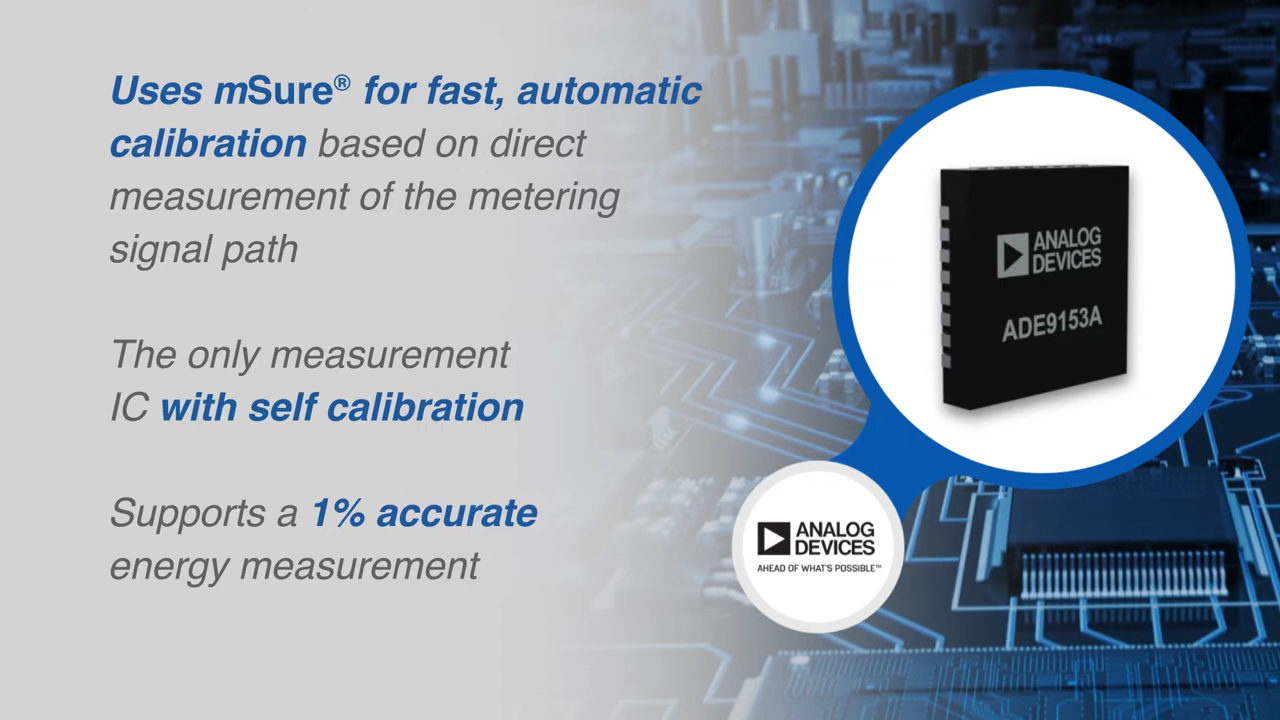 Uses mSure® for fast, automatic
calibration based on direct
measurement of the metering
signal path
The only measurement
IC with self calibration
Supports a 1% accurate
energy measurement
ANALOG
DEVICES
ADE9153A
ANALOG
DEVICES
AHEAD OF WHAT'S POSSIBLE™